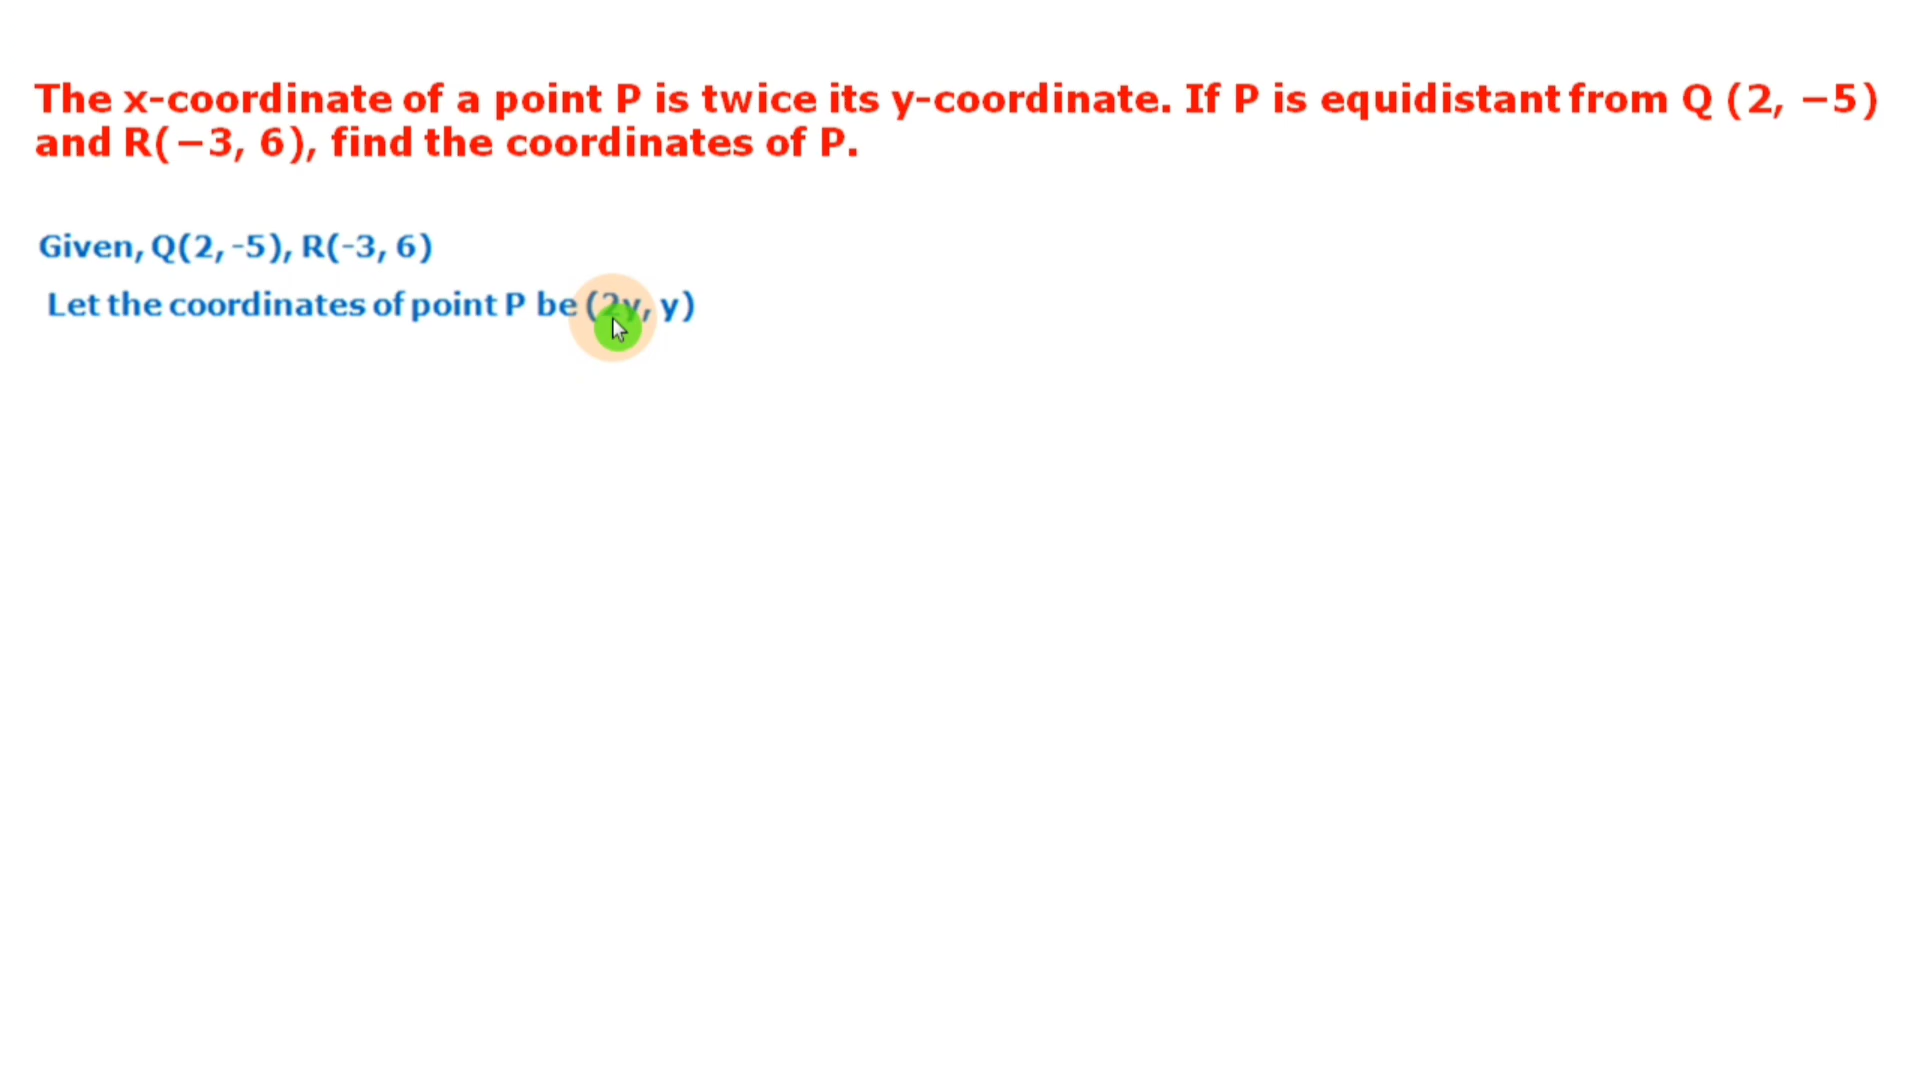 The x-coordinate of a point P is twice its y-coordinate. If P is equidistant from Q (2, −5)
and R(−3, 6), find the coordinates of P.
Given, Q(2, -5), R(-3, 6)
Let the coordinates of point P be (2y, y)